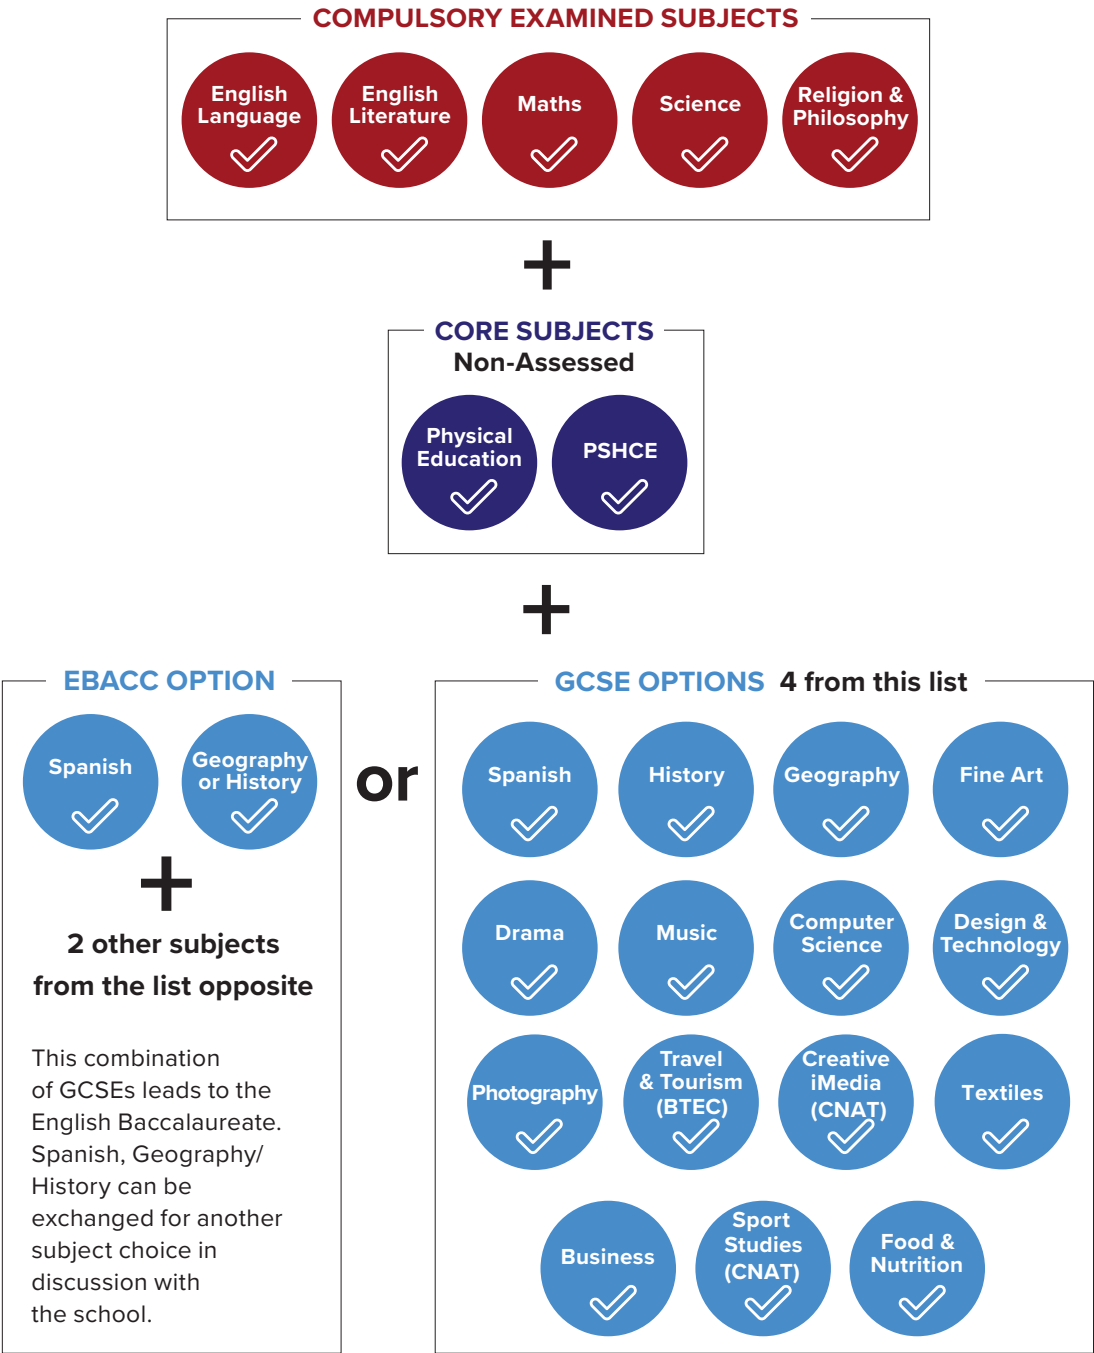 COMPULSORY EXAMINED SUBJECTS
English
Language
English
Literature
Maths
Science
Religion &
Philosophy
+
CORE SUBJECTS
Non-Assessed
Physical
Education
PSHCE
+
EBACC OPTION
Spanish
Geography
or History
+
2 other subjects
from the list opposite
This combination
of GCSEs leads to the
English Baccalaureate.
Spanish, Geography/
History can be
exchanged for another
subject choice in
discussion with
the school.
or
GCSE OPTIONS 4 from this list
Spanish
History
Geography
Fine Art
Drama
Music
Computer
Science
Design &
Technology
Photography
Travel
& Tourism
(BTEC)
Creative
iMedia
(CNAT)
Textiles
Business
Sport
Studies
(CNAT)
Food &
Nutrition